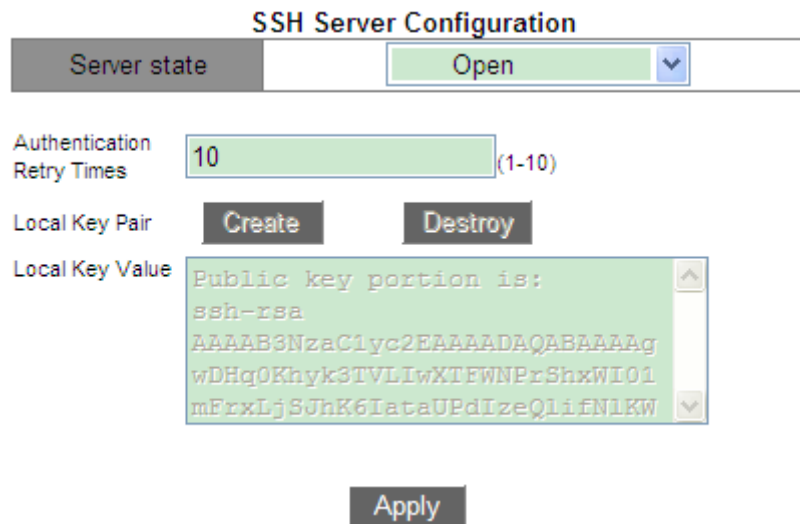 SSH Server Configuration
Server state Open
Authentication
Retry Times 10 (1-10)
Local Key Pair Create Destroy
Local Key Value Public key portion is:
ssh-rsa
AAAAB3NzaC1yc2EAAAADAQABAAAAg
wDHq0Khyk3TVLIwXTFWNPrShxWI01
mFrxLjSJhK6IataUPdIzeQlifN1KW
Apply